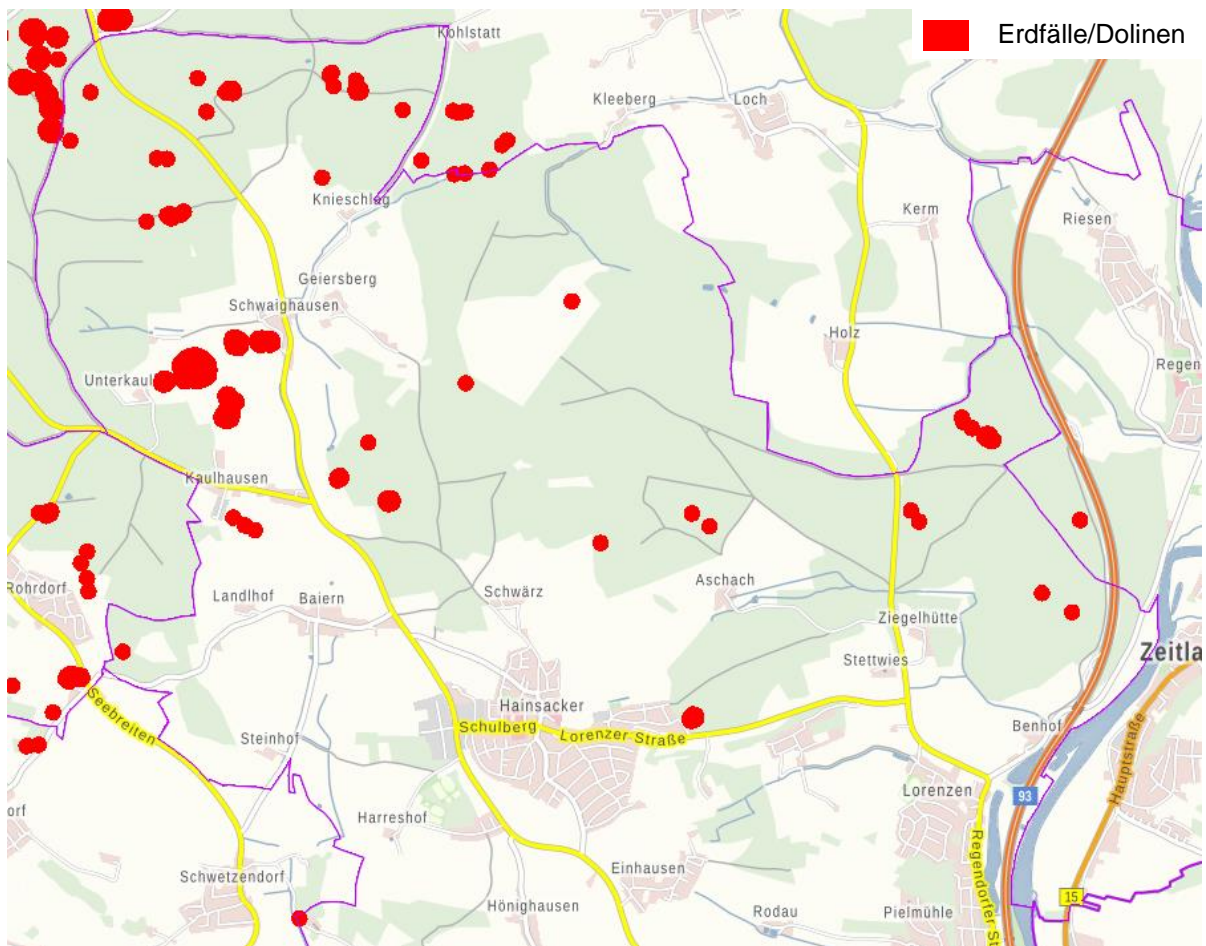 Erdfälle/Dolinen
Kohlstatt
Kleeberg
Loch
Knieschlag
Kerm
Riesen
Geiersberg
Schwaighausen
Holz
Unterkaul
Regen
Kaulhausen
Rohrdorf
Landlhof
Baiern
Schwärz
Aschach
Ziegelhütte
Stettwies
Zeitla
Seebreiten
Hainsacker
Schulberg
Lorenzer Straße
Steinhof
Benhof
Hauptstraße
Lorenzen
93
orf
Harreshof
Regendorfer St
Einhausen
Schwetzendorf
15
Hönighausen
Rodau
Pielmühle